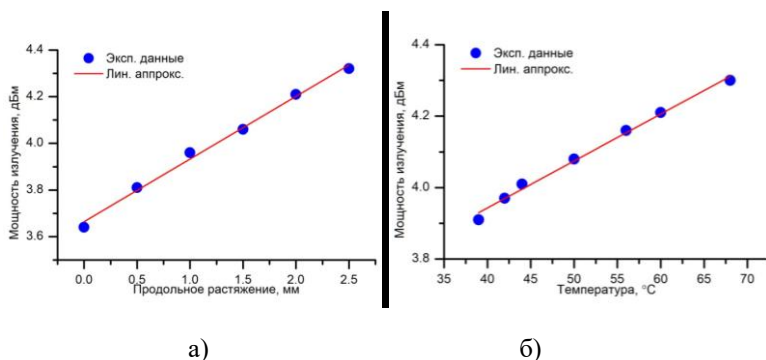 4.4
4.2
4.0
3.8
3.6
Мощность излучения, дБм
Эксп. данные
Лин. аппрокс.
0.0 0.5 1.0 1.5 2.0 2.5
Продольное растяжение, мм
а)
4.4
4.2
4.0
3.8
Мощность излучения, дБм
Эксп. данные
Лин. аппрокс.
35 40 45 50 55 60 65 70
Температура, °C
б)